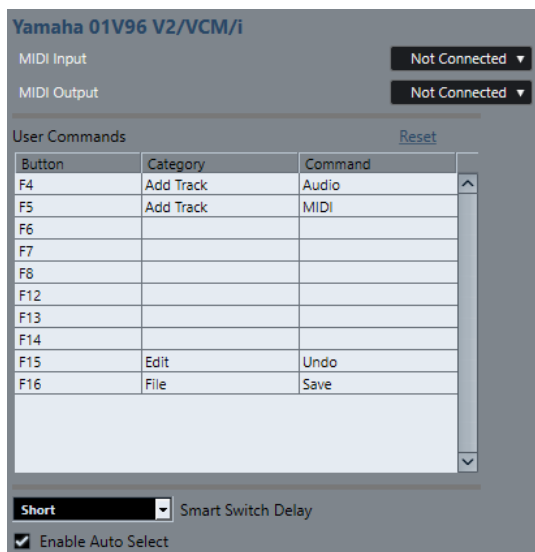 Yamaha 01V96 V2/VCM/i
MIDI Input Not Connected
MIDI Output Not Connected
User Commands Reset
Button Category Command
F4 Add Track Audio
F5 Add Track MIDI
F6
F7
F8
F12
F13
F14
F15 Edit Undo
F16 File Save
Short Smart Switch Delay
Enable Auto Select